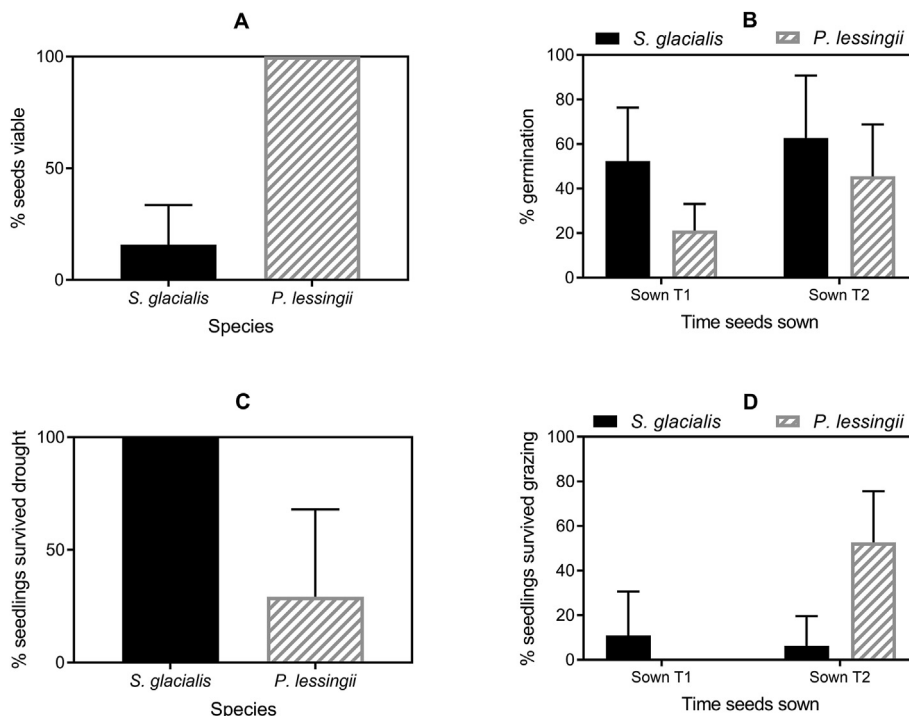 A
% seeds viable
100
50
0
S. glacialis P. lessingii
Species
B
S. glacialis P. lessingii
% germination
100
80
60
40
20
0
Sown T1 Sown T2
Time seeds sown
C
% seedlings survived drought
100
50
0
S. glacialis P. lessingii
Species
D
S. glacialis P. lessingii
% seedlings survived grazing
100
80
60
40
20
0
Sown T1 Sown T2
Time seeds sown